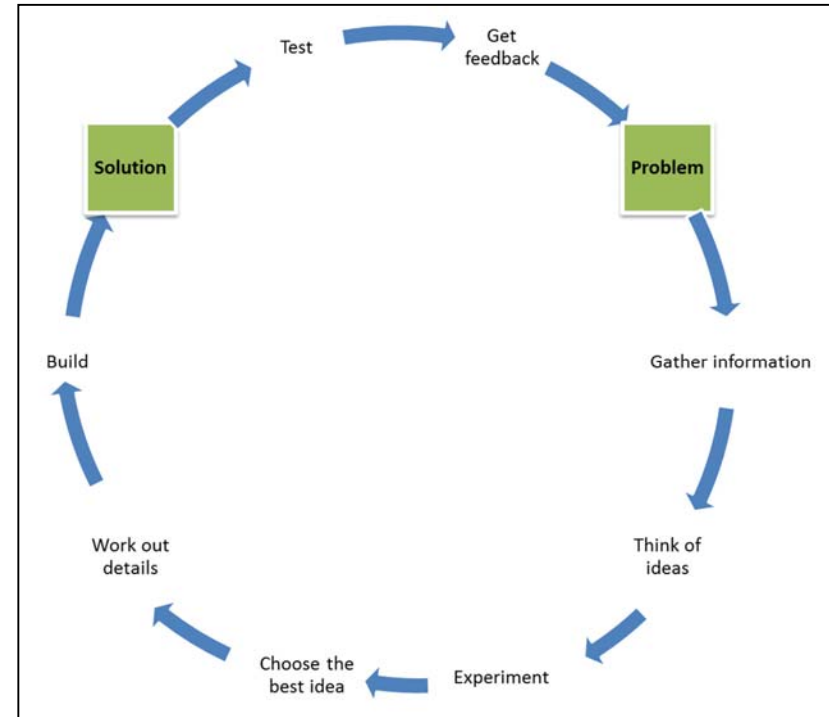 Test
Get
feedback
Solution
Problem
Build
Gather information
Work out
details
Think of
ideas
Choose the
best idea
Experiment